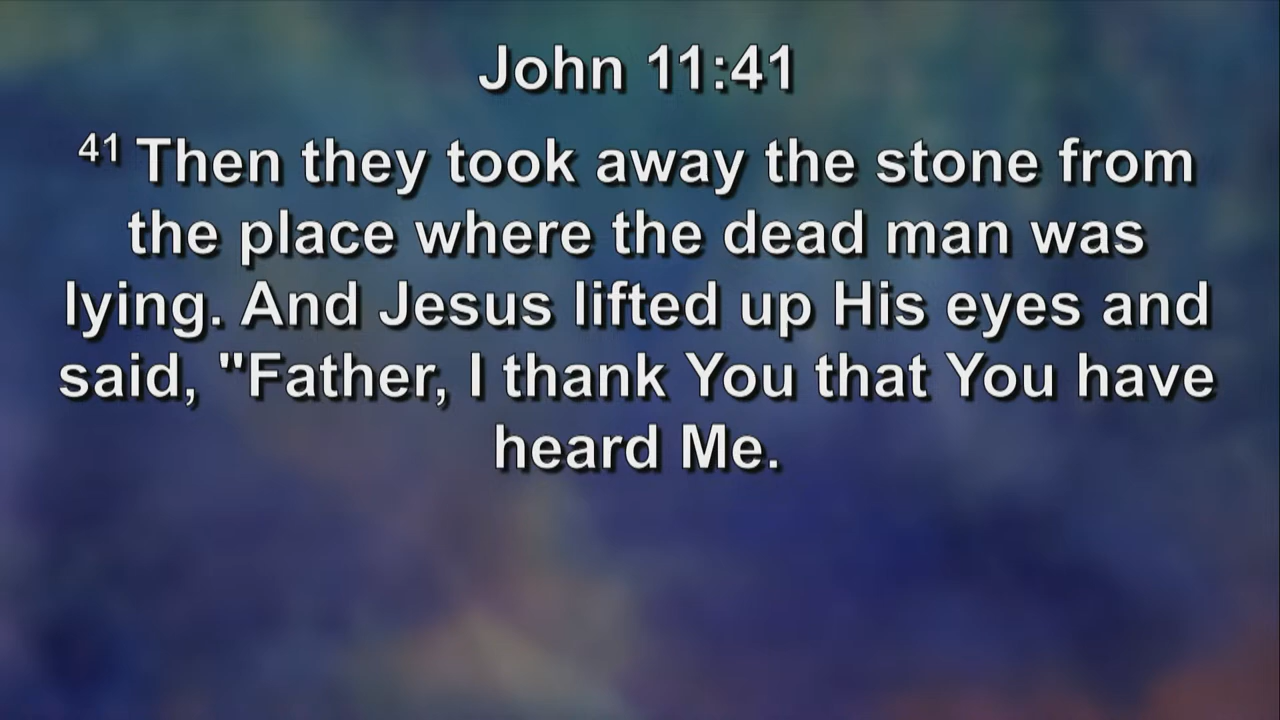 John 11:41
41 Then they took away the stone from
the place where the dead man was
lying. And Jesus lifted up His eyes and
said, "Father, I thank You that You have
heard Me.